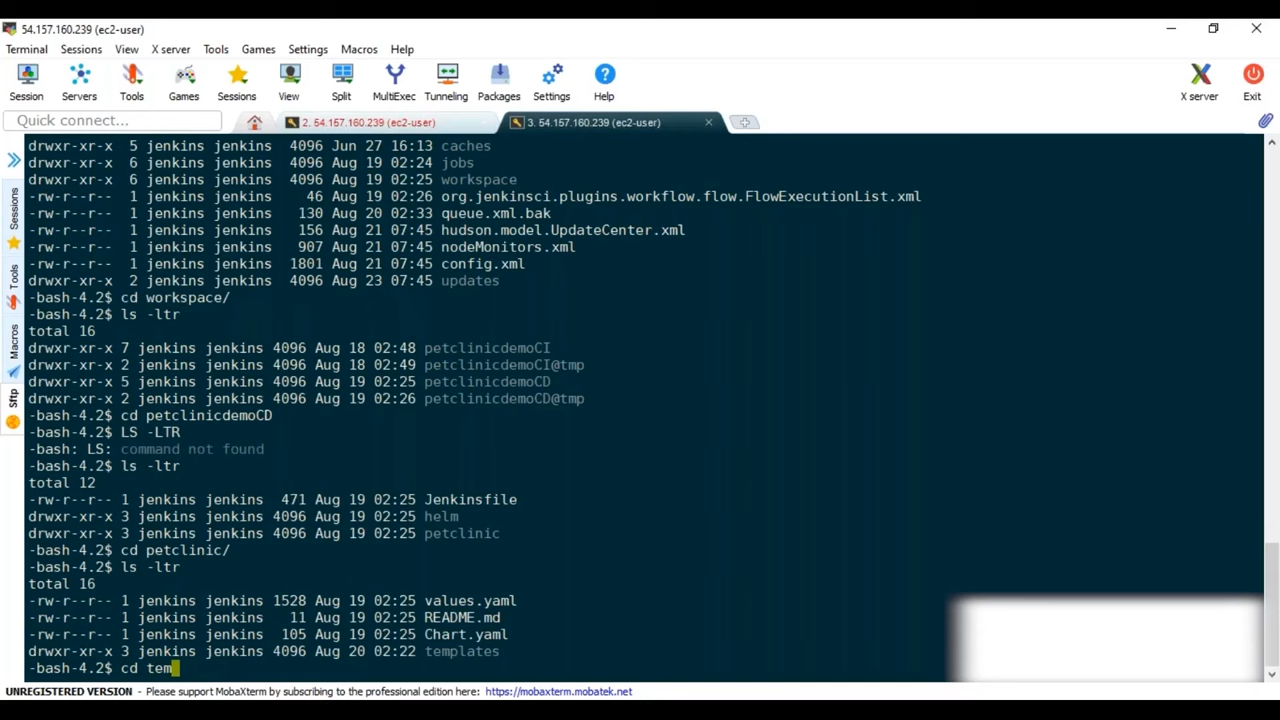 54.157.160.239 (ec2-user)
Terminal Sessions View X server Tools Games Settings Macros Help
Session Servers Tools Games Sessions View Split MultiExec Tunneling Packages Settings Help X server Exit
Quick connect... 2. 54.157.160.239 (ec2-user) 3. 54.157.160.239 (ec2-user)
Sessions
Tools
Macros
Sftp
drwxr-xr-x 5 jenkins jenkins 4096 Jun 27 16:13 caches
drwxr-xr-x 6 jenkins jenkins 4096 Aug 19 02:24 jobs
drwxr-xr-x 6 jenkins jenkins 4096 Aug 19 02:25 workspace
-rw-r--r-- 1 jenkins jenkins 46 Aug 19 02:26 org.jenkinsci.plugins.workflow.flow.FlowExecutionList.xml
-rw-r--r-- 1 jenkins jenkins 130 Aug 20 02:33 queue.xml.bak
-rw-r--r-- 1 jenkins jenkins 156 Aug 21 07:45 hudson.model.UpdateCenter.xml
-rw-r--r-- 1 jenkins jenkins 907 Aug 21 07:45 nodeMonitors.xml
-rw-r--r-- 1 jenkins jenkins 1801 Aug 21 07:45 config.xml
drwxr-xr-x 2 jenkins jenkins 4096 Aug 23 07:45 updates
-bash-4.2$ cd workspace/
-bash-4.2$ ls -ltr
total 16
drwxr-xr-x 7 jenkins jenkins 4096 Aug 18 02:48 petclinicdemoCI
drwxr-xr-x 2 jenkins jenkins 4096 Aug 18 02:49 petclinicdemoCI@tmp
drwxr-xr-x 5 jenkins jenkins 4096 Aug 19 02:25 petclinicdemoCD
drwxr-xr-x 2 jenkins jenkins 4096 Aug 19 02:26 petclinicdemoCD@tmp
-bash-4.2$ cd petclinicdemoCD
-bash-4.2$ LS -LTR
-bash: LS: command not found
-bash-4.2$ ls -ltr
total 12
-rw-r--r-- 1 jenkins jenkins 471 Aug 19 02:25 Jenkinsfile
drwxr-xr-x 3 jenkins jenkins 4096 Aug 19 02:25 helm
drwxr-xr-x 3 jenkins jenkins 4096 Aug 19 02:25 petclinic
-bash-4.2$ cd petclinic/
-bash-4.2$ ls -ltr
total 16
-rw-r--r-- 1 jenkins jenkins 1528 Aug 19 02:25 values.yaml
-rw-r--r-- 1 jenkins jenkins 11 Aug 19 02:25 README.md
-rw-r--r-- 1 jenkins jenkins 105 Aug 19 02:25 Chart.yaml
drwxr-xr-x 3 jenkins jenkins 4096 Aug 20 02:22 templates
-bash-4.2$ cd tem
UNREGISTERED VERSION - Please support MobaXterm by subscribing to the professional edition here: https://mobaxterm.mobatek.net